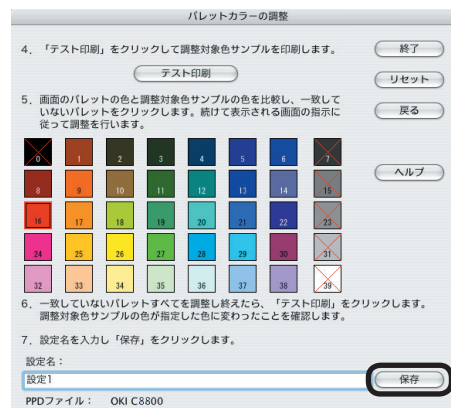 パレットカラーの調整
4. 「テスト印刷」をクリックして調整対象色サンプルを印刷します。
終了
テスト印刷
リセット
5. 画面のパレットの色と調整対象色サンプルの色を比較し、一致して
いないパレットをクリックします。続けて表示される画面の指示に
従って調整を行います。
戻る
0 1 2 3 4 5 6 7
ヘルプ
8 9 10 11 12 13 14 15
16 17 18 19 20 21 22 23
24 25 26 27 28 29 30 31
32 33 34 35 36 37 38 39
6. 一致していないパレットすべてを調整し終えたら、「テスト印刷」をクリックします。
調整対象色サンプルの色が指定した色に変わったことを確認します。
7. 設定名を入力し「保存」をクリックします。
設定名：
設定1
保存
PPDファイル： OKI C8800